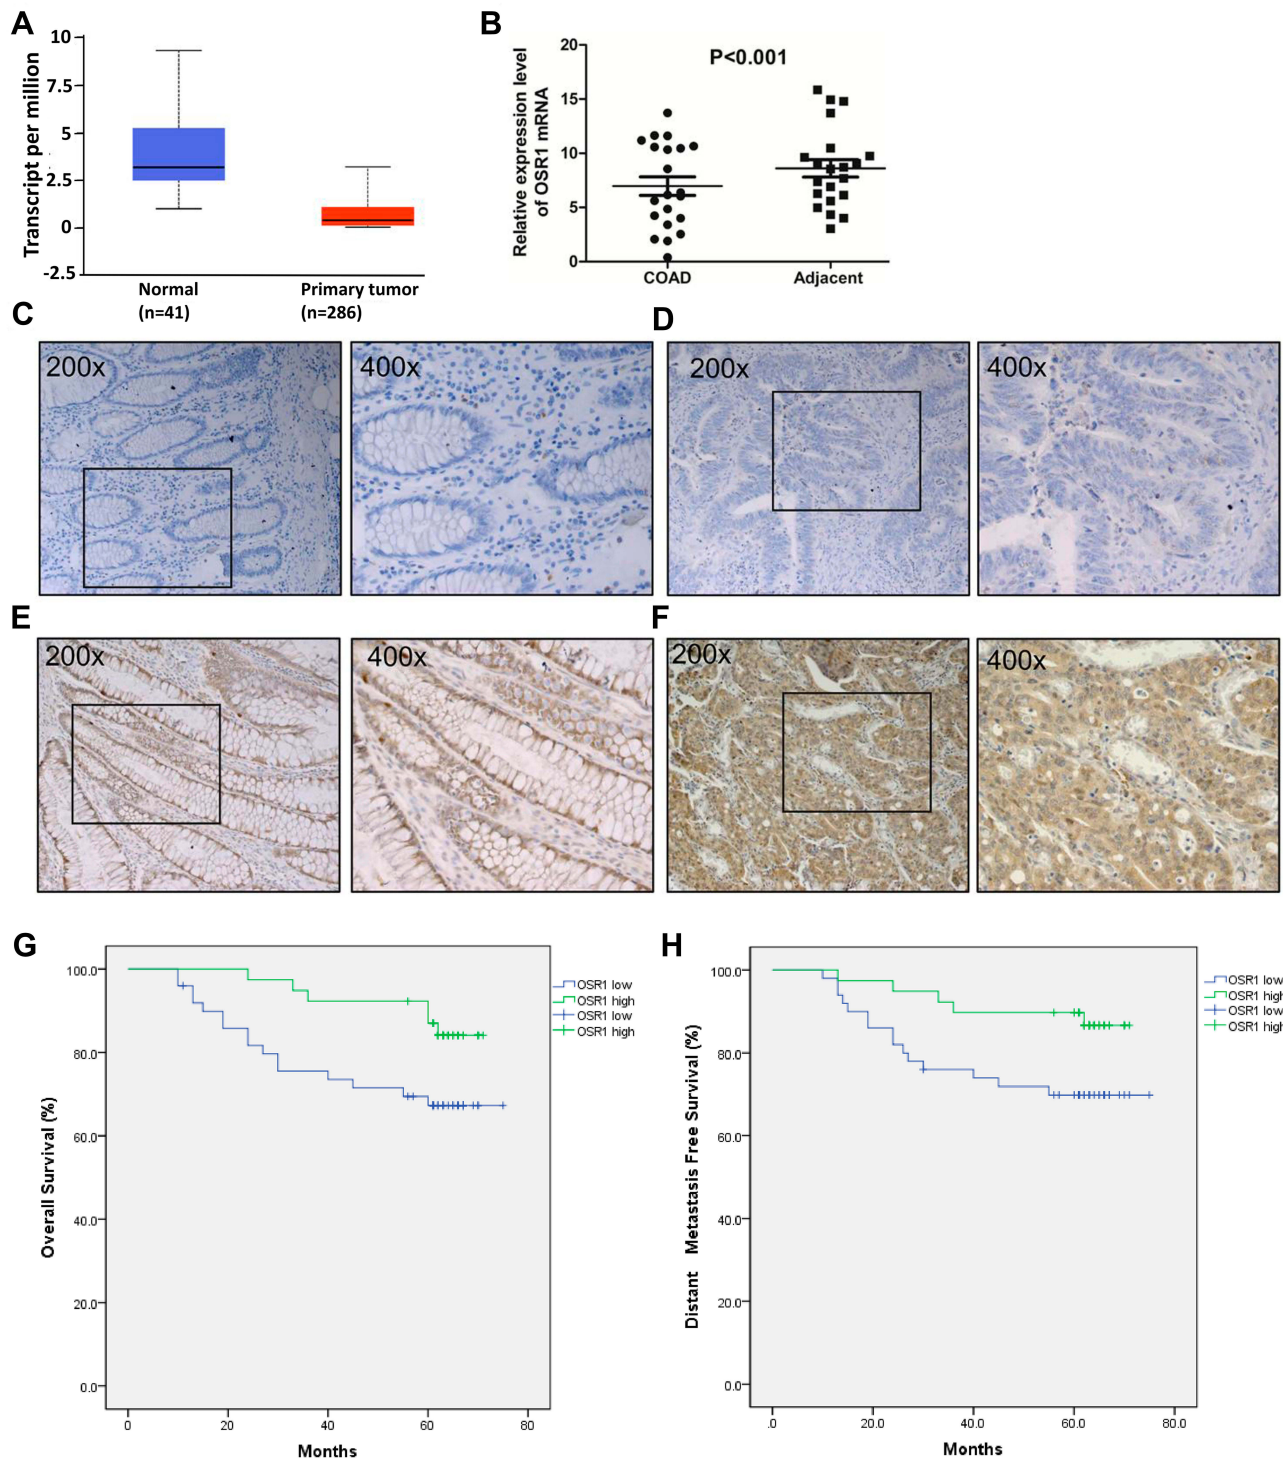 A
Transcript per million
10
7.5
5
2.5
0
-2.5
Normal
(n=41)
Primary tumor
(n=286)
B
Relative expression level
of OSR1 mRNA
20
15
10
5
0
P<0.001
COAD
Adjacent
C
200x
400x
D
200x
400x
E
200x
400x
F
200x
400x
G
Overall Survival (%)
100.0
80.0
60.0
40.0
20.0
0.0
0
20
40
60
80
Months
OSR1 low
OSR1 high
OSR1 low
OSR1 high
H
Distant Metastasis Free Survival (%)
100.0
80.0
60.0
40.0
20.0
0.0
.0
20.0
40.0
60.0
80.0
Months
OSR1 low
OSR1 high
OSR1 low
OSR1 high